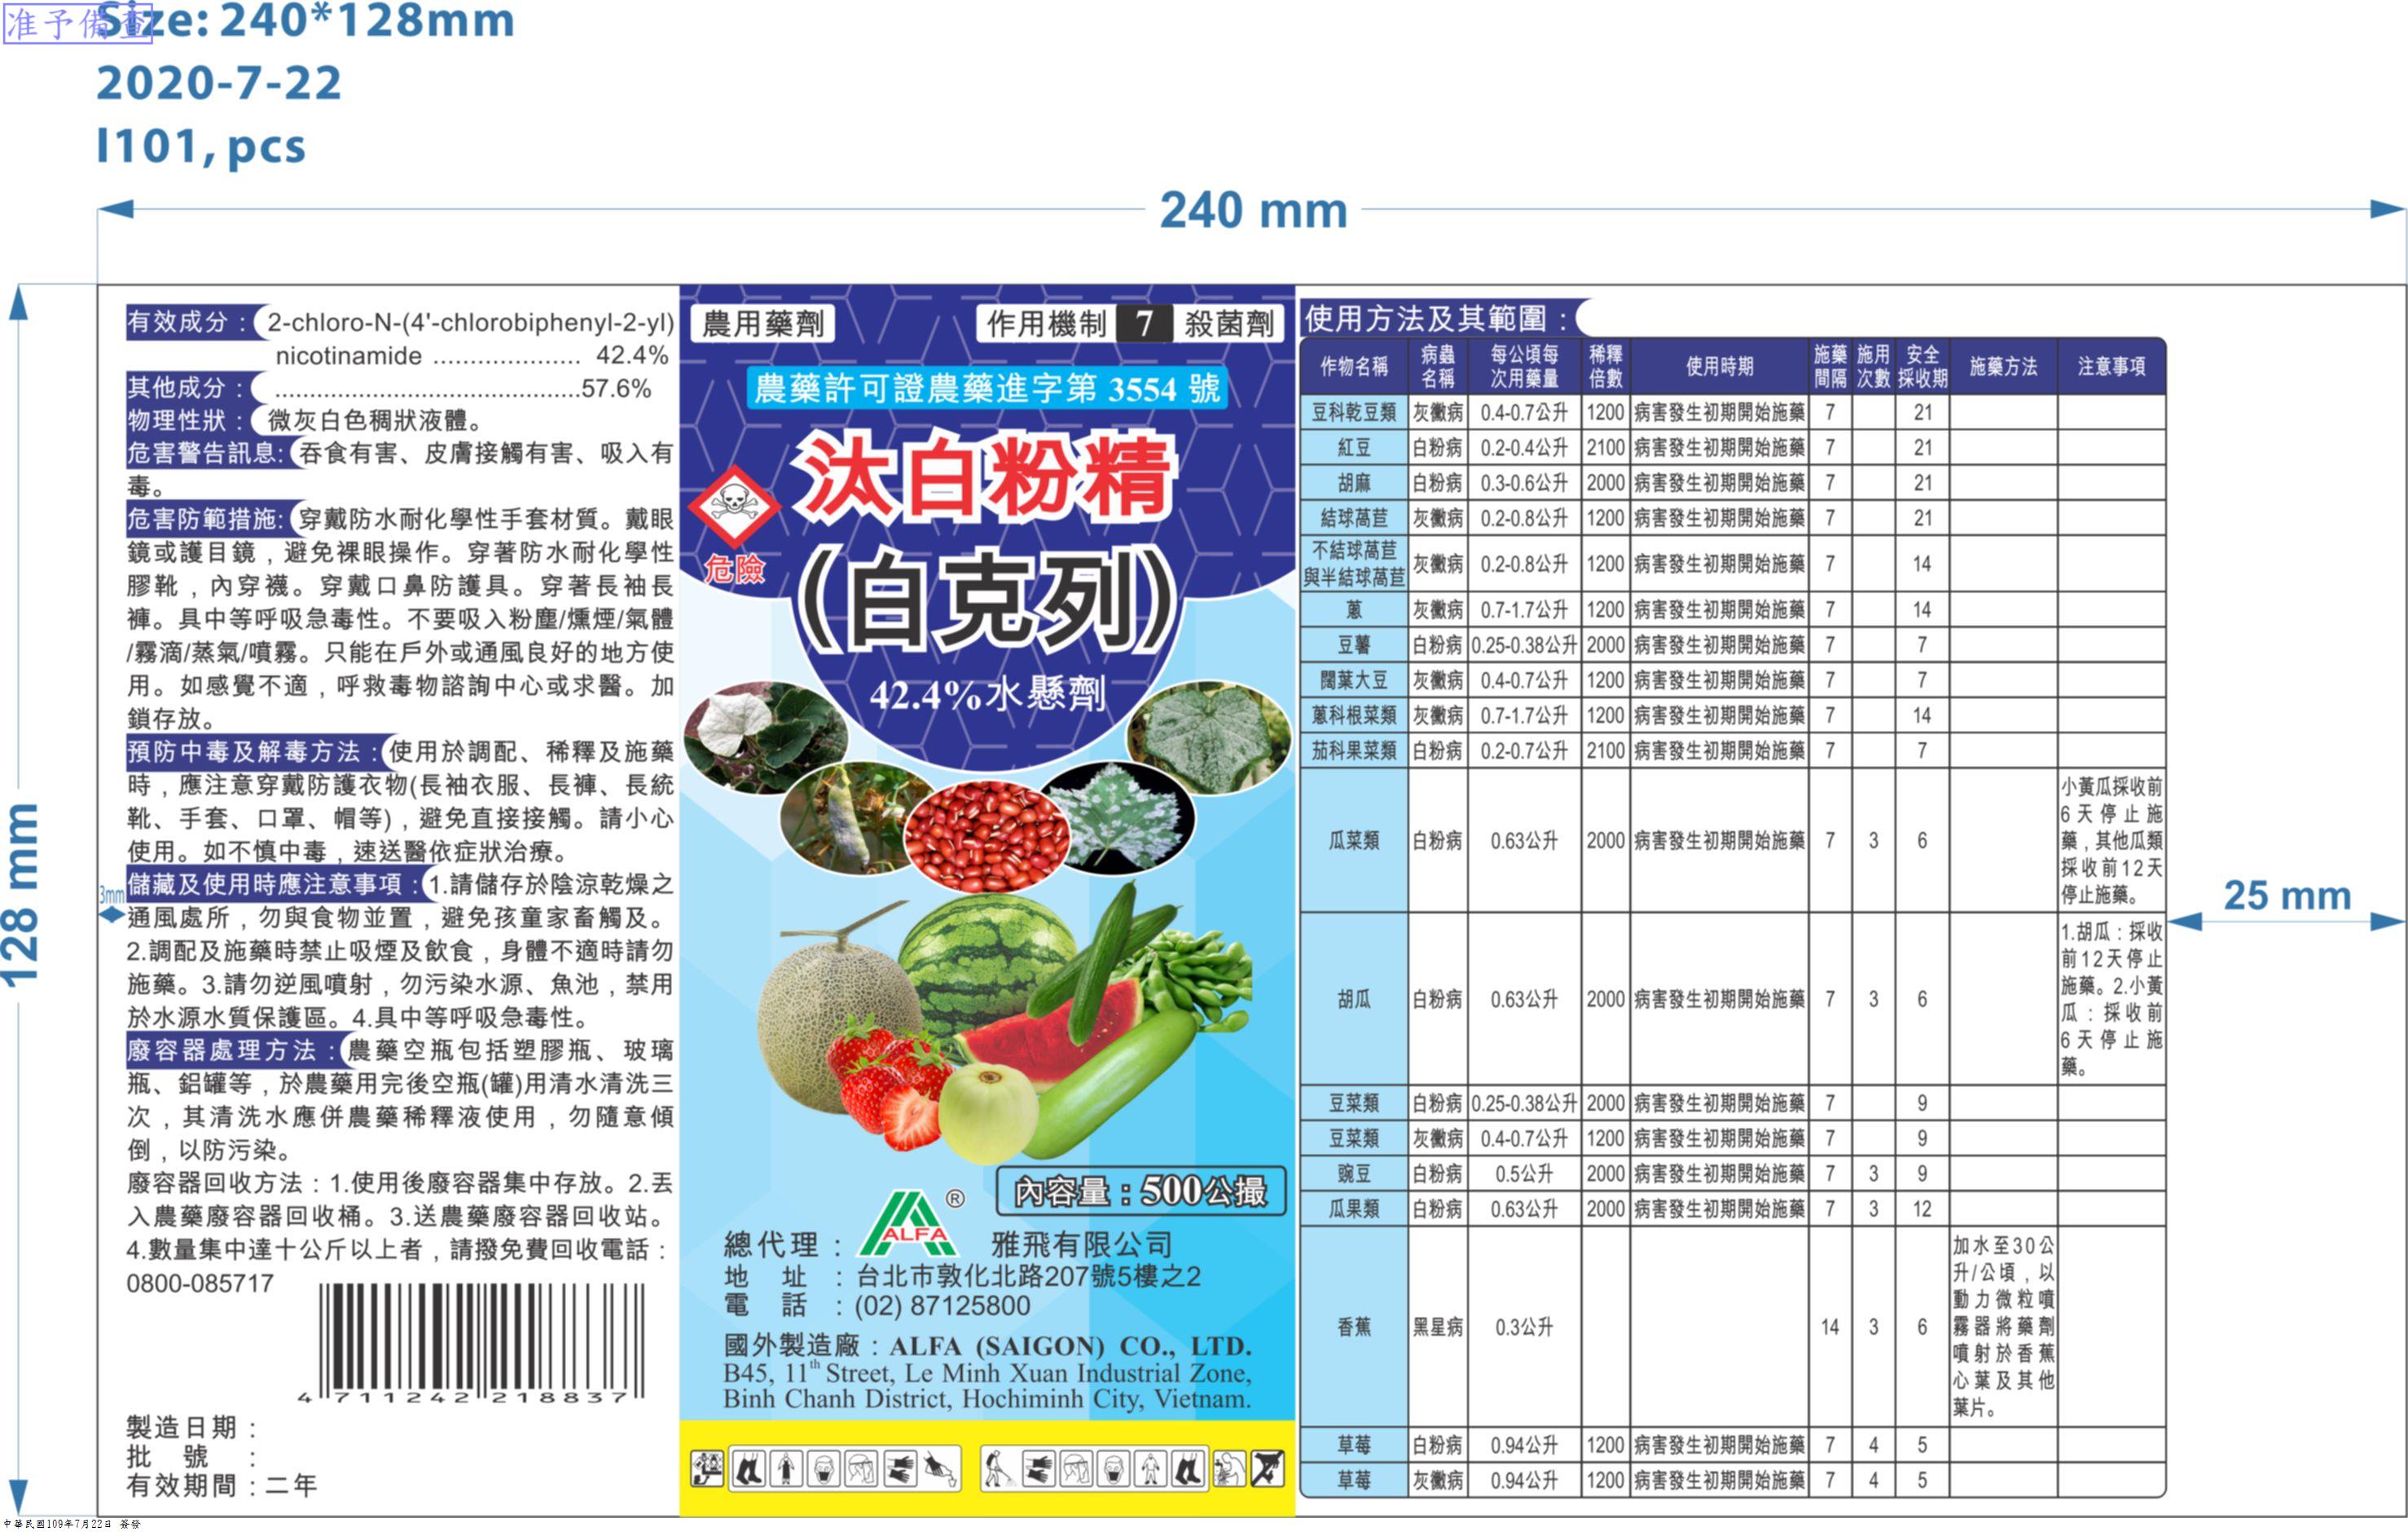 准予備查
Size: 240*128mm
2020-7-22
I101, pcs
240 mm
128 mm
3mm
25 mm
有效成分： 2-chloro-N-(4'-chlorobiphenyl-2-yl)
nicotinamide .................... 42.4%
其他成分： .............................................57.6%
物理性狀： 微灰白色稠狀液體。
危害警告訊息: 吞食有害、皮膚接觸有害、吸入有
毒。
危害防範措施: 穿戴防水耐化學性手套材質。戴眼
鏡或護目鏡，避免裸眼操作。穿著防水耐化學性
膠靴，內穿襪。穿戴口鼻防護具。穿著長袖長
褲。具中等呼吸急毒性。不要吸入粉塵/燻煙/氣體
/霧滴/蒸氣/噴霧。只能在戶外或通風良好的地方使
用。如感覺不適，呼救毒物諮詢中心或求醫。加
鎖存放。
預防中毒及解毒方法：使用於調配、稀釋及施藥
時，應注意穿戴防護衣物(長袖衣服、長褲、長統
靴、手套、口罩、帽等)，避免直接接觸。請小心
使用。如不慎中毒，速送醫依症狀治療。
儲藏及使用時應注意事項：1.請儲存於陰涼乾燥之
通風處所，勿與食物並置，避免孩童家畜觸及。
2.調配及施藥時禁止吸煙及飲食，身體不適時請勿
施藥。3.請勿逆風噴射，勿污染水源、魚池，禁用
於水源水質保護區。4.具中等呼吸急毒性。
廢容器處理方法：農藥空瓶包括塑膠瓶、玻璃
瓶、鋁罐等，於農藥用完後空瓶(罐)用清水清洗三
次，其清洗水應併農藥稀釋液使用，勿隨意傾
倒，以防污染。
廢容器回收方法：1.使用後廢容器集中存放。2.丟
入農藥廢容器回收桶。3.送農藥廢容器回收站。
4.數量集中達十公斤以上者，請撥免費回收電話：
0800-085717
4 711242 218837
製造日期：
批　號　：
有效期間：二年
農用藥劑
作用機制 7 殺菌劑
農藥許可證農藥進字第 3554 號
汰白粉精
危險
(白克列)
42.4%水懸劑
內容量：500公撮
ALFA ®
總代理： 雅飛有限公司
地　址　：台北市敦化北路207號5樓之2
電　話　：(02) 87125800
國外製造廠：ALFA (SAIGON) CO., LTD.
B45, 11th Street, Le Minh Xuan Industrial Zone,
Binh Chanh District, Hochiminh City, Vietnam.
使用方法及其範圍：
作物名稱 病蟲名稱 每公頃每次用藥量 稀釋倍數 使用時期 施藥間隔 施用次數 安全採收期 施藥方法 注意事項
豆科乾豆類 灰黴病 0.4-0.7公升 1200 病害發生初期開始施藥 7 21
紅豆 白粉病 0.2-0.4公升 2100 病害發生初期開始施藥 7 21
胡麻 白粉病 0.3-0.6公升 2000 病害發生初期開始施藥 7 21
結球萵苣 灰黴病 0.2-0.8公升 1200 病害發生初期開始施藥 7 21
不結球萵苣與半結球萵苣 灰黴病 0.2-0.8公升 1200 病害發生初期開始施藥 7 14
蔥 灰黴病 0.7-1.7公升 1200 病害發生初期開始施藥 7 14
豆薯 白粉病 0.25-0.38公升 2000 病害發生初期開始施藥 7 7
闊葉大豆 灰黴病 0.4-0.7公升 1200 病害發生初期開始施藥 7 7
蔥科根菜類 灰黴病 0.7-1.7公升 1200 病害發生初期開始施藥 7 14
茄科果菜類 白粉病 0.2-0.7公升 2100 病害發生初期開始施藥 7 7
瓜菜類 白粉病 0.63公升 2000 病害發生初期開始施藥 7 3 6 小黃瓜採收前6天停止施藥，其他瓜類採收前12天停止施藥。
胡瓜 白粉病 0.63公升 2000 病害發生初期開始施藥 7 3 6 1.胡瓜：採收前12天停止施藥。2.小黃瓜：採收前6天停止施藥。
豆菜類 白粉病 0.25-0.38公升 2000 病害發生初期開始施藥 7 9
豆菜類 灰黴病 0.4-0.7公升 1200 病害發生初期開始施藥 7 9
豌豆 白粉病 0.5公升 2000 病害發生初期開始施藥 7 3 9
瓜果類 白粉病 0.63公升 2000 病害發生初期開始施藥 7 3 12
香蕉 黑星病 0.3公升 14 3 6 加水至30公升/公頃，以動力微粒噴霧器將藥劑噴射於香蕉心葉及其他葉片。
草莓 白粉病 0.94公升 1200 病害發生初期開始施藥 7 4 5
草莓 灰黴病 0.94公升 1200 病害發生初期開始施藥 7 4 5
中華民國109年7月22日 簽發